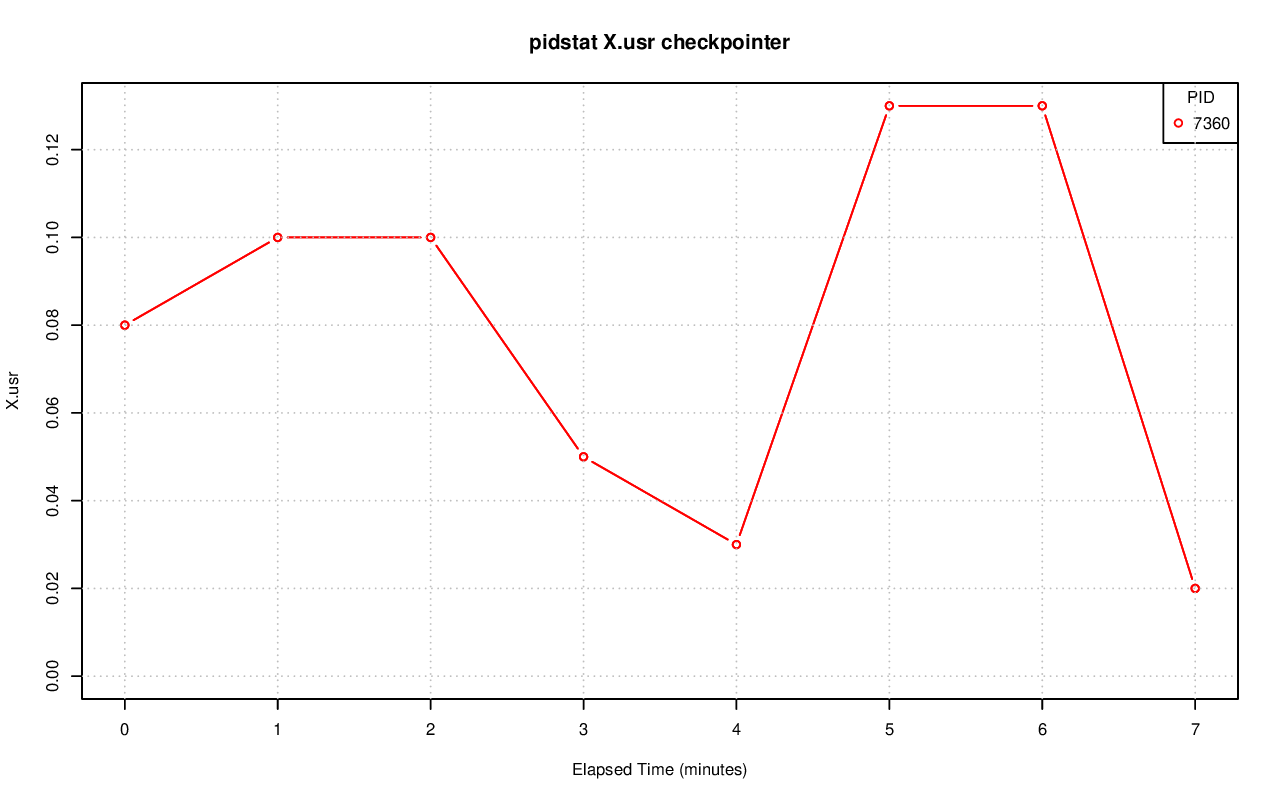 pidstat X.usr checkpointer
PID
7360
X.usr
0.12
0.10
0.08
0.06
0.04
0.02
0.00
0 1 2 3 4 5 6 7
Elapsed Time (minutes)